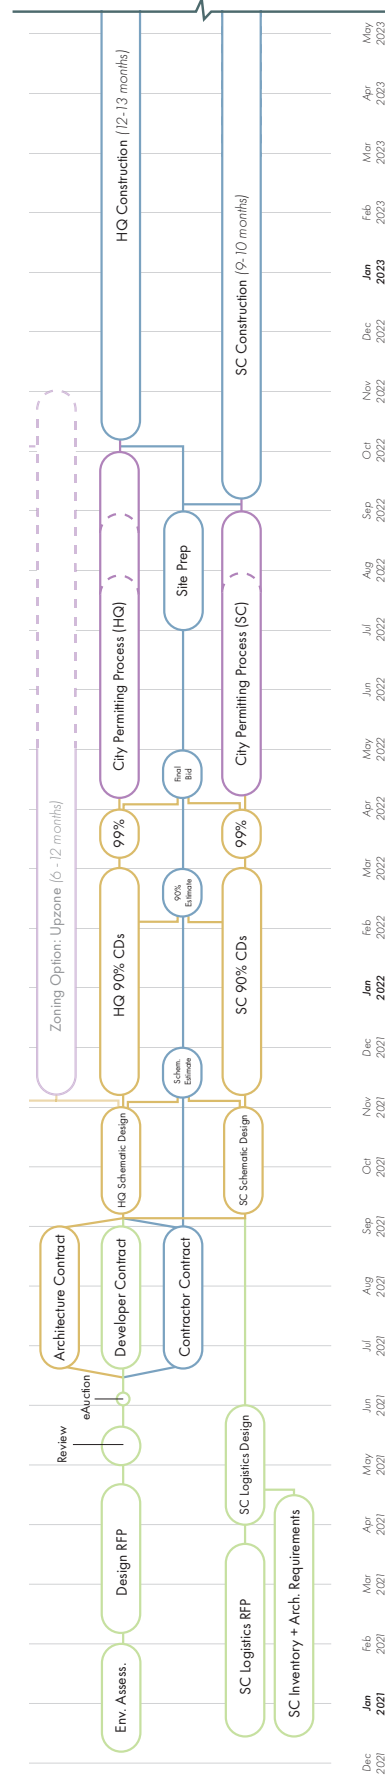 Zoning Option: Upzone (6 - 12 months)
Architecture Contract
Review
eAuction
Env. Assess.
Design RFP
Developer Contract
HQ Schematic Design
HQ 90% CDs
99%
City Permitting Process (HQ)
HQ Construction (12-13 months)
Contractor Contract
Schem.
Estimate
90%
Estimate
Final
Bid
Site Prep
SC Logistics RFP
SC Logistics Design
SC Schematic Design
SC 90% CDs
99%
City Permitting Process (SC)
SC Construction (9-10 months)
SC Inventory + Arch. Requirements
Dec
2021
Jan
2021
Feb
2021
Mar
2021
Apr
2021
May
2021
Jun
2021
Jul
2021
Aug
2021
Sep
2021
Oct
2021
Nov
2021
Dec
2021
Jan
2022
Feb
2022
Mar
2022
Apr
2022
May
2022
Jun
2022
Jul
2022
Aug
2022
Sep
2022
Oct
2022
Nov
2022
Dec
2022
Jan
2023
Feb
2023
Mar
2023
Apr
2023
May
2023